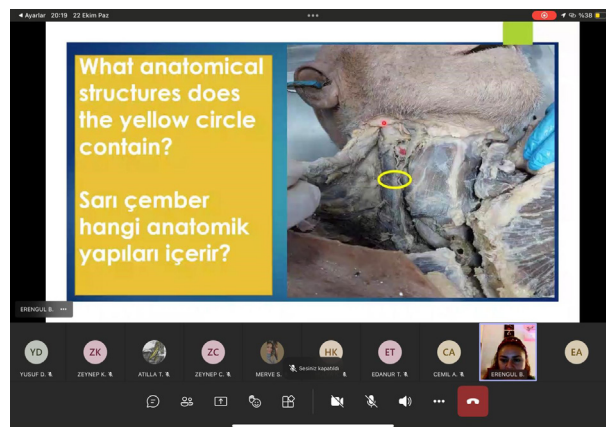 ◀ Ayarlar 20:19 22 Ekim Paz
%38
What anatomical
structures does
the yellow circle
contain?
Sarı çember
hangi anatomik
yapıları içerir?
ERENGUL B.
YD
ZK
ZC
HK
ET
CA
EA
YUSUF D.
ZEYNEP K.
ATILLA T.
ZEYNEP C.
MERVE S.
Sesiniz kapatıldı
EDANUR T.
CEMIL A.
ERENGUL B.